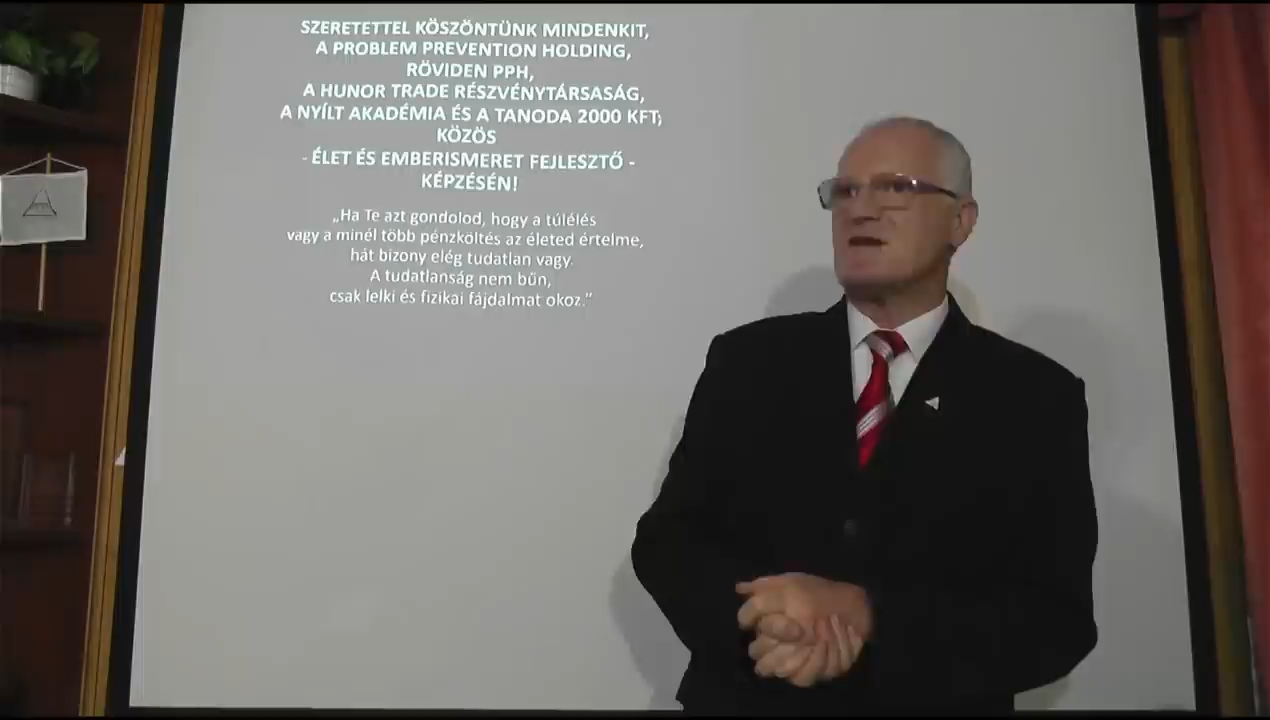 SZERETETTEL KÖSZÖNTÜNK MINDENKIT,
A PROBLEM PREVENTION HOLDING,
RÖVIDEN PPH,
A HUNOR TRADE RÉSZVÉNYTÁRSASÁG,
A NYÍLT AKADÉMIA ÉS A TANODA 2000 KFT;
KÖZÖS
- ÉLET ÉS EMBERISMERET FEJLESZTŐ -
KÉPZÉSÉN!
„Ha Te azt gondolod, hogy a túlélés
vagy a minél több pénzköltés az életed értelme,
hát bizony elég tudatlan vagy.
A tudatlanság nem bűn,
csak lelki és fizikai fájdalmat okoz.”